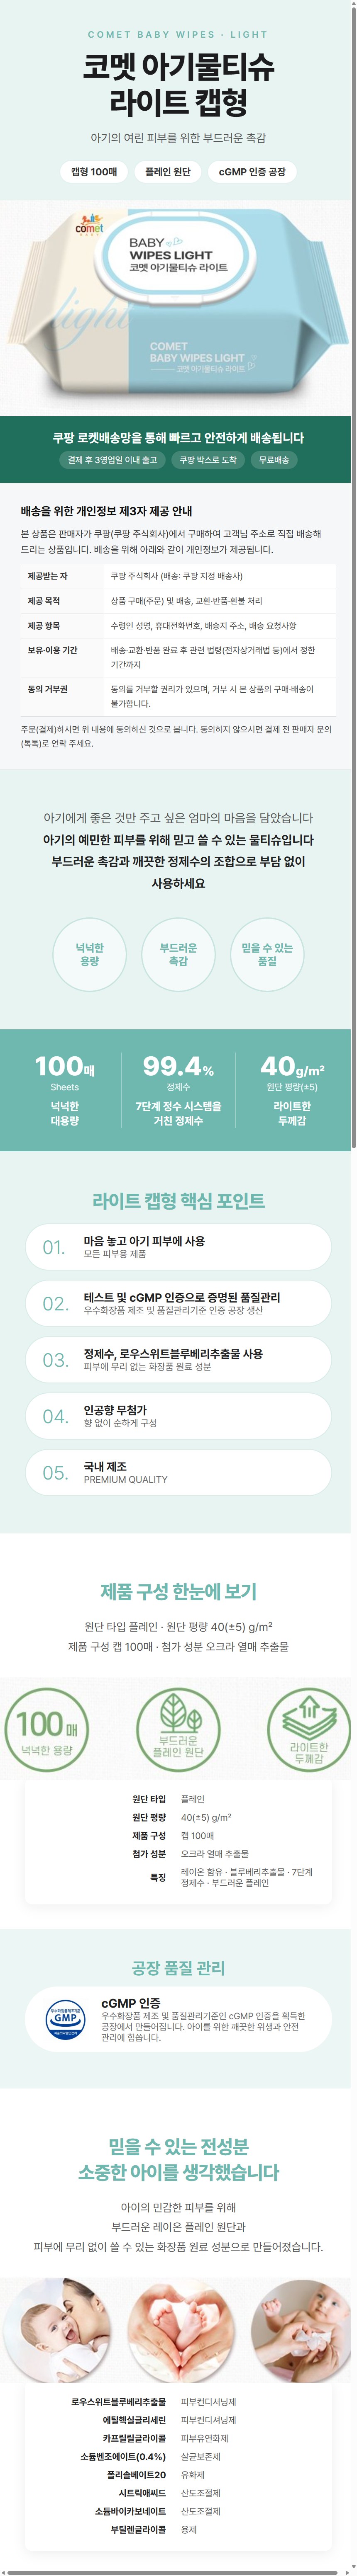 COMET BABY WIPES · LIGHT
코멧 아기물티슈
라이트 캡형
아기의 여린 피부를 위한 부드러운 촉감
캡형 100매
플레인 원단
cGMP 인증 공장
comet
BABY
WIPES LIGHT
코멧 아기물티슈 라이트
light
COMET
BABY WIPES LIGHT
코멧 아기물티슈 라이트
쿠팡 로켓배송망을 통해 빠르고 안전하게 배송됩니다
결제 후 3영업일 이내 출고
쿠팡 박스로 도착
무료배송
배송을 위한 개인정보 제3자 제공 안내
본 상품은 판매자가 쿠팡(쿠팡 주식회사)에서 구매하여 고객님 주소로 직접 배송해
드리는 상품입니다. 배송을 위해 아래와 같이 개인정보가 제공됩니다.
제공받는 자 쿠팡 주식회사 (배송: 쿠팡 지정 배송사)
제공 목적 상품 구매(주문) 및 배송, 교환·반품·환불 처리
제공 항목 수령인 성명, 휴대전화번호, 배송지 주소, 배송 요청사항
보유·이용 기간 배송·교환·반품 완료 후 관련 법령(전자상거래법 등)에서 정한
기간까지
동의 거부권 동의를 거부할 권리가 있으며, 거부 시 본 상품의 구매·배송이
불가합니다.
주문(결제)하시면 위 내용에 동의하신 것으로 봅니다. 동의하지 않으시면 결제 전 판매자 문의
(톡톡)로 연락 주세요.
아기에게 좋은 것만 주고 싶은 엄마의 마음을 담았습니다
아기의 예민한 피부를 위해 믿고 쓸 수 있는 물티슈입니다
부드러운 촉감과 깨끗한 정제수의 조합으로 부담 없이
사용하세요
넉넉한
용량
부드러운
촉감
믿을 수 있는
품질
100매
Sheets
넉넉한
대용량
99.4%
정제수
7단계 정수 시스템을
거친 정제수
40g/m²
원단 평량(±5)
라이트한
두께감
라이트 캡형 핵심 포인트
01. 마음 놓고 아기 피부에 사용
모든 피부용 제품
02. 테스트 및 cGMP 인증으로 증명된 품질관리
우수화장품 제조 및 품질관리기준 인증 공장 생산
03. 정제수, 로우스위트블루베리추출물 사용
피부에 무리 없는 화장품 원료 성분
04. 인공향 무첨가
향 없이 순하게 구성
05. 국내 제조
PREMIUM QUALITY
제품 구성 한눈에 보기
원단 타입 플레인 · 원단 평량 40(±5) g/m²
제품 구성 캡 100매 · 첨가 성분 오크라 열매 추출물
100 매
넉넉한 용량
부드러운
플레인 원단
라이트한
두께감
원단 타입 플레인
원단 평량 40(±5) g/m²
제품 구성 캡 100매
첨가 성분 오크라 열매 추출물
특징 레이온 함유 · 블루베리추출물 · 7단계
정제수 · 부드러운 플레인
공장 품질 관리
GMP
cGMP 인증
우수화장품 제조 및 품질관리기준인 cGMP 인증을 획득한
공장에서 만들어집니다. 아이를 위한 깨끗한 위생과 안전
관리에 힘씁니다.
믿을 수 있는 전성분
소중한 아이를 생각했습니다
아이의 민감한 피부를 위해
부드러운 레이온 플레인 원단과
피부에 무리 없이 쓸 수 있는 화장품 원료 성분으로 만들어졌습니다.
로우스위트블루베리추출물 피부컨디셔닝제
에틸헥실글리세린 피부컨디셔닝제
카프릴릴글라이콜 피부유연화제
소듐벤조에이트(0.4%) 살균보존제
폴리솔베이트20 유화제
시트릭애씨드 산도조절제
소듐바이카보네이트 산도조절제
부틸렌글라이콜 용제